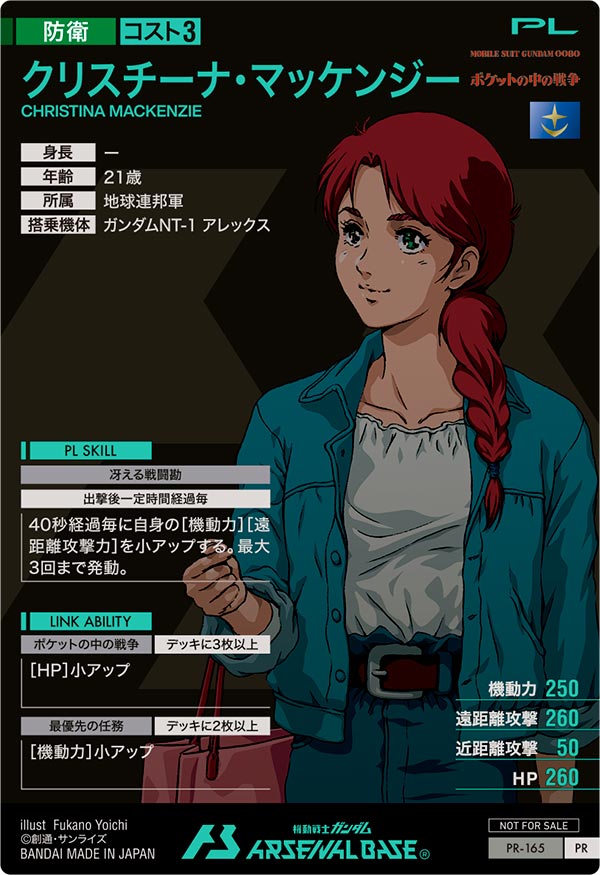 防衛 コスト3
PL
クリスチーナ・マッケンジー
CHRISTINA MACKENZIE
MOBILE SUIT GUNDAM 0080
ポケットの中の戦争
身長 ー
年齢 21歳
所属 地球連邦軍
搭乗機体 ガンダムNT-1 アレックス
PL SKILL
冴える戦闘勘
出撃後一定時間経過毎
40秒経過毎に自身の[機動力][遠
距離攻撃力]を小アップする。最大
3回まで発動。
LINK ABILITY
ポケットの中の戦争 デッキに3枚以上
[HP]小アップ
最優先の任務 デッキに2枚以上
[機動力]小アップ
機動力 250
遠距離攻撃 260
近距離攻撃 50
HP 260
illust Fukano Yoichi
©創通・サンライズ
BANDAI MADE IN JAPAN
機動戦士ガンダム
AB ARSENAL BASE®
NOT FOR SALE
PR-165 PR